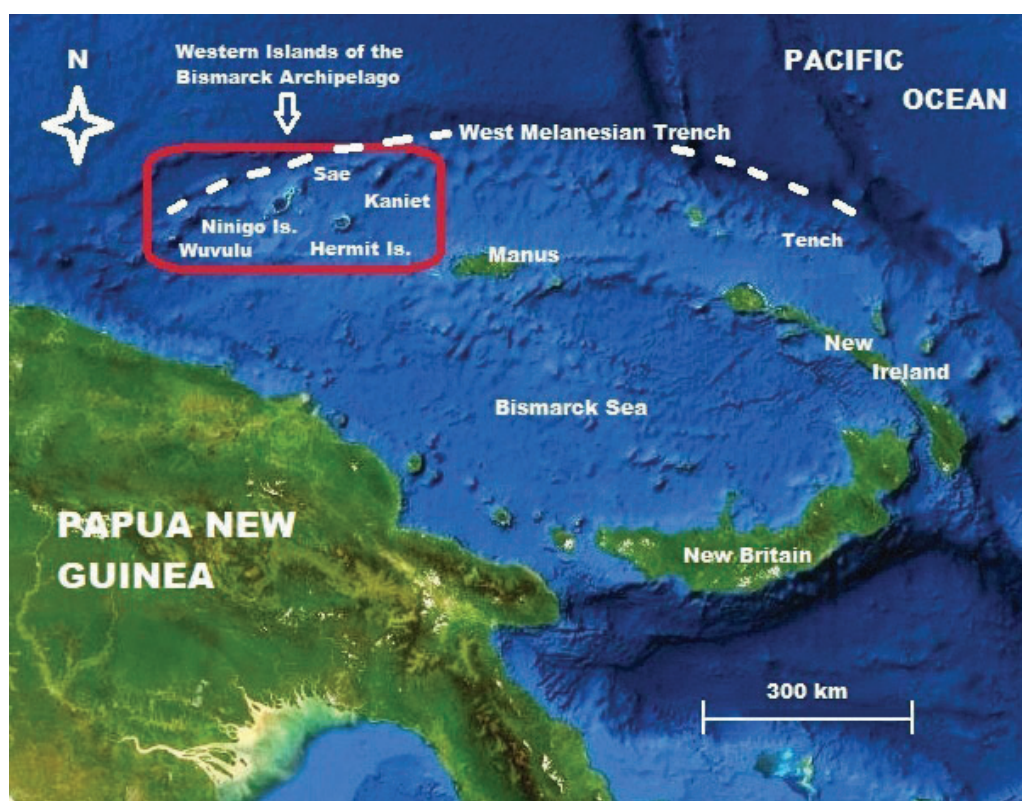 N
Western Islands of the
Bismarck Archipelago
PACIFIC
OCEAN
West Melanesian Trench
Sae
Kaniet
Ninigo Is.
Wuvulu
Hermit Is.
Manus
Tench
New
Ireland
Bismarck Sea
PAPUA NEW
GUINEA
New Britain
300 km